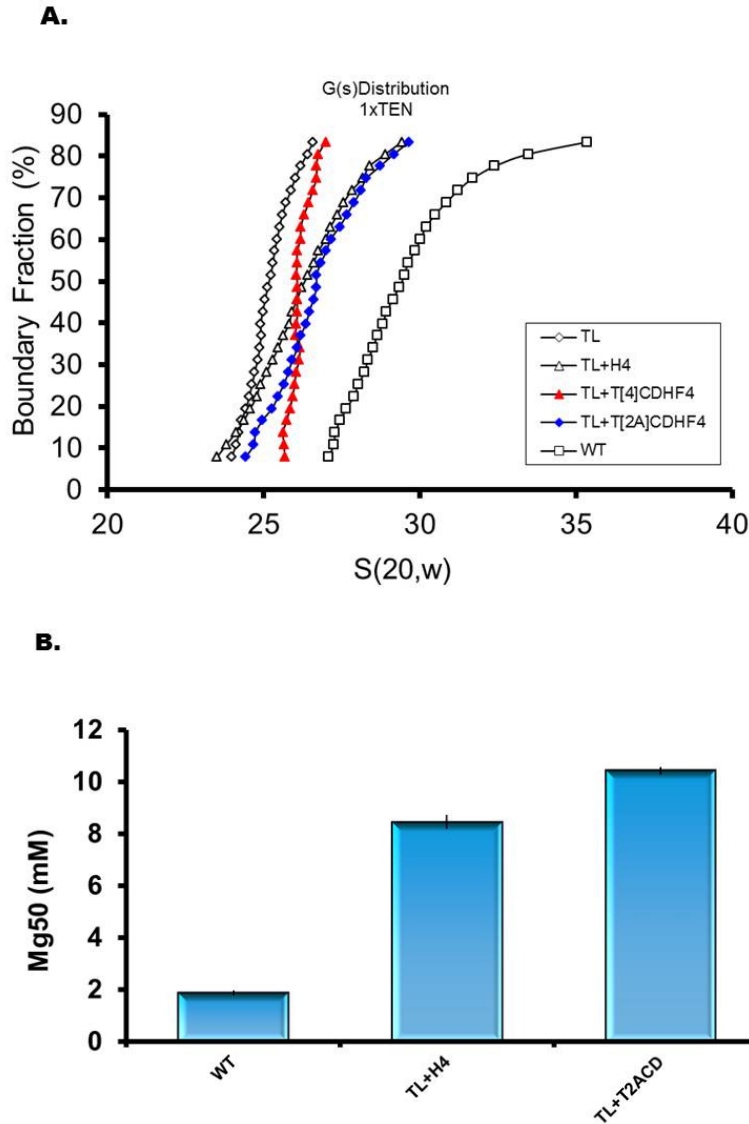 A.
G(s)Distribution
1xTEN
90
80
70
60
50
40
30
20
10
0
Boundary Fraction (%)
20 25 30 35 40
S(20,w)
TL
TL+H4
TL+T[4]CDHF4
TL+T[2A]CDHF4
WT
B.
12
10
8
6
4
2
0
Mg50 (mM)
WT
TL+H4
TL+T2ACD